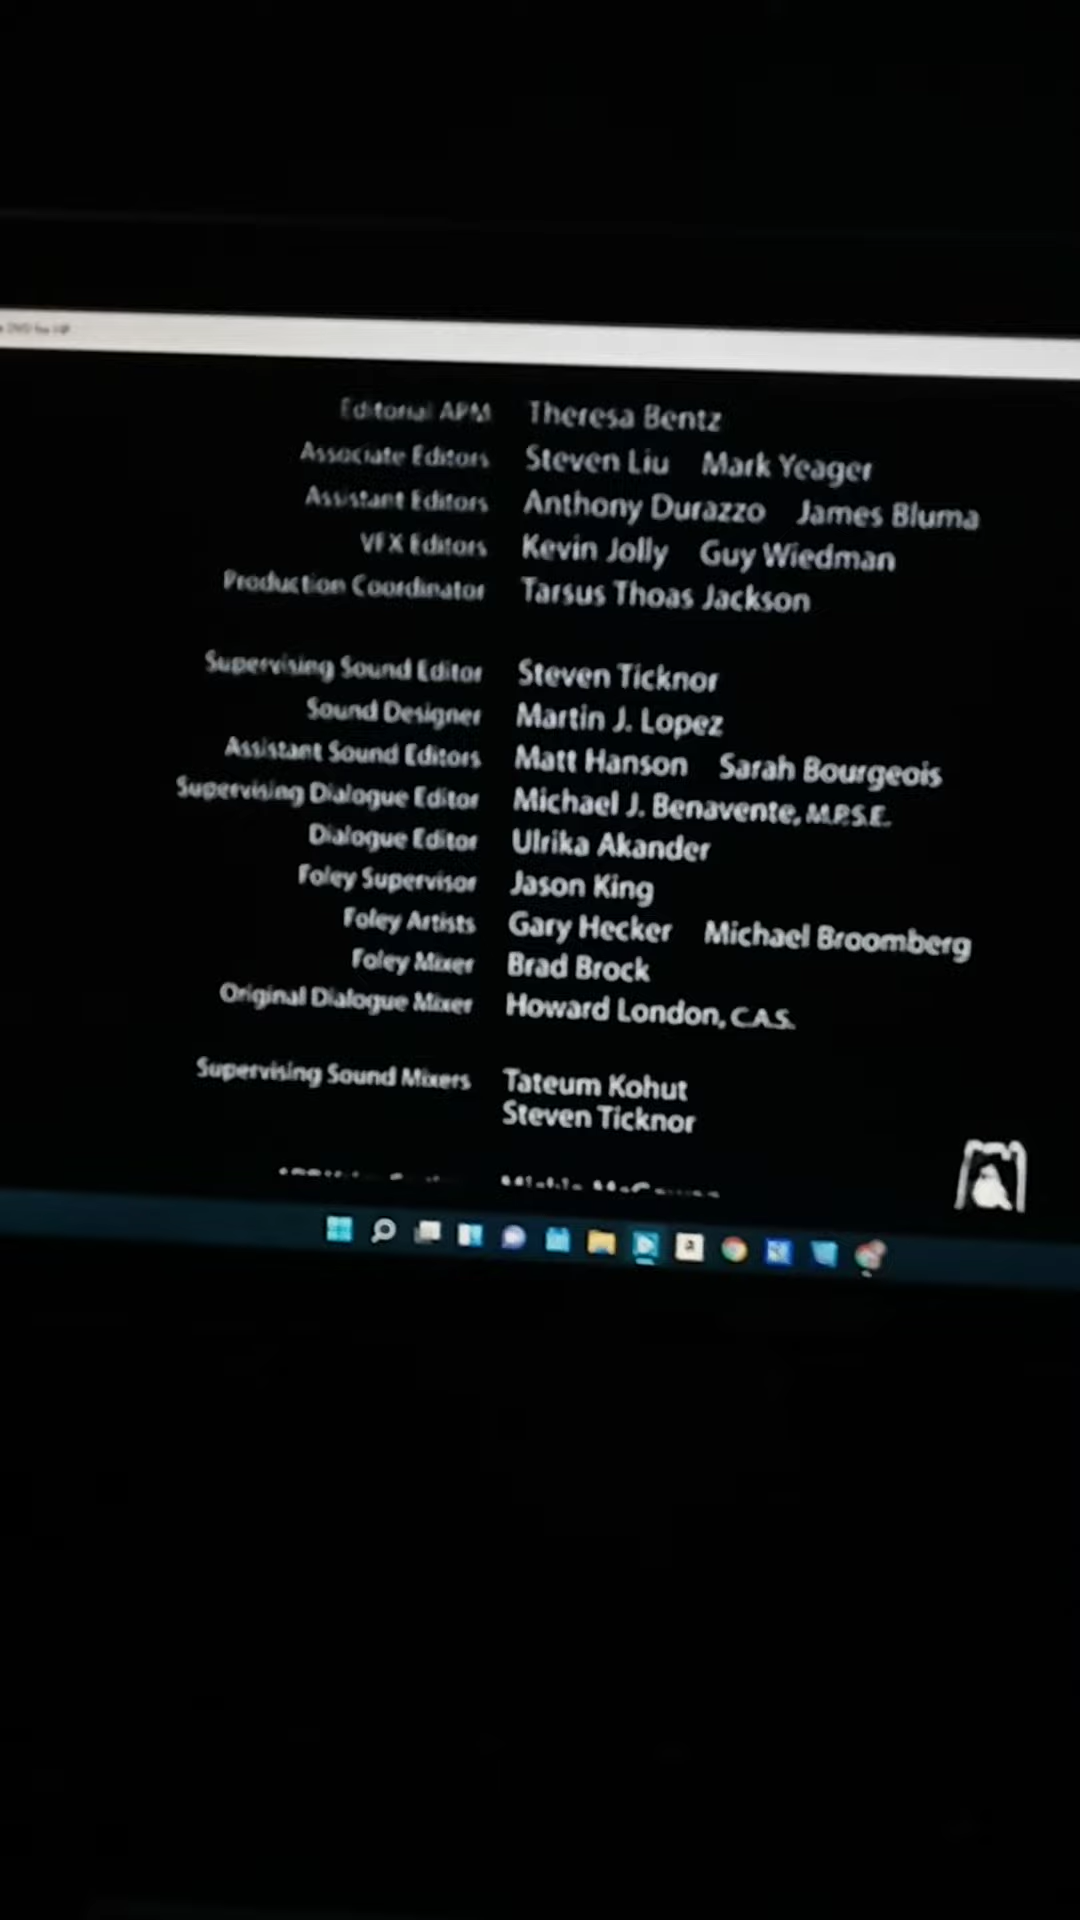 DVD for HP
Editorial APM Theresa Bentz
Associate Editors Steven Liu Mark Yeager
Assistant Editors Anthony Durazzo James Bluma
VFX Editors Kevin Jolly Guy Wiedman
Production Coordinator Tarsus Thoas Jackson
Supervising Sound Editor Steven Ticknor
Sound Designer Martin J. Lopez
Assistant Sound Editors Matt Hanson Sarah Bourgeois
Supervising Dialogue Editor Michael J. Benavente, M.P.S.E.
Dialogue Editor Ulrika Akander
Foley Supervisor Jason King
Foley Artists Gary Hecker Michael Broomberg
Foley Mixer Brad Brock
Original Dialogue Mixer Howard London, C.A.S.
Supervising Sound Mixers Tateum Kohut
Steven Ticknor